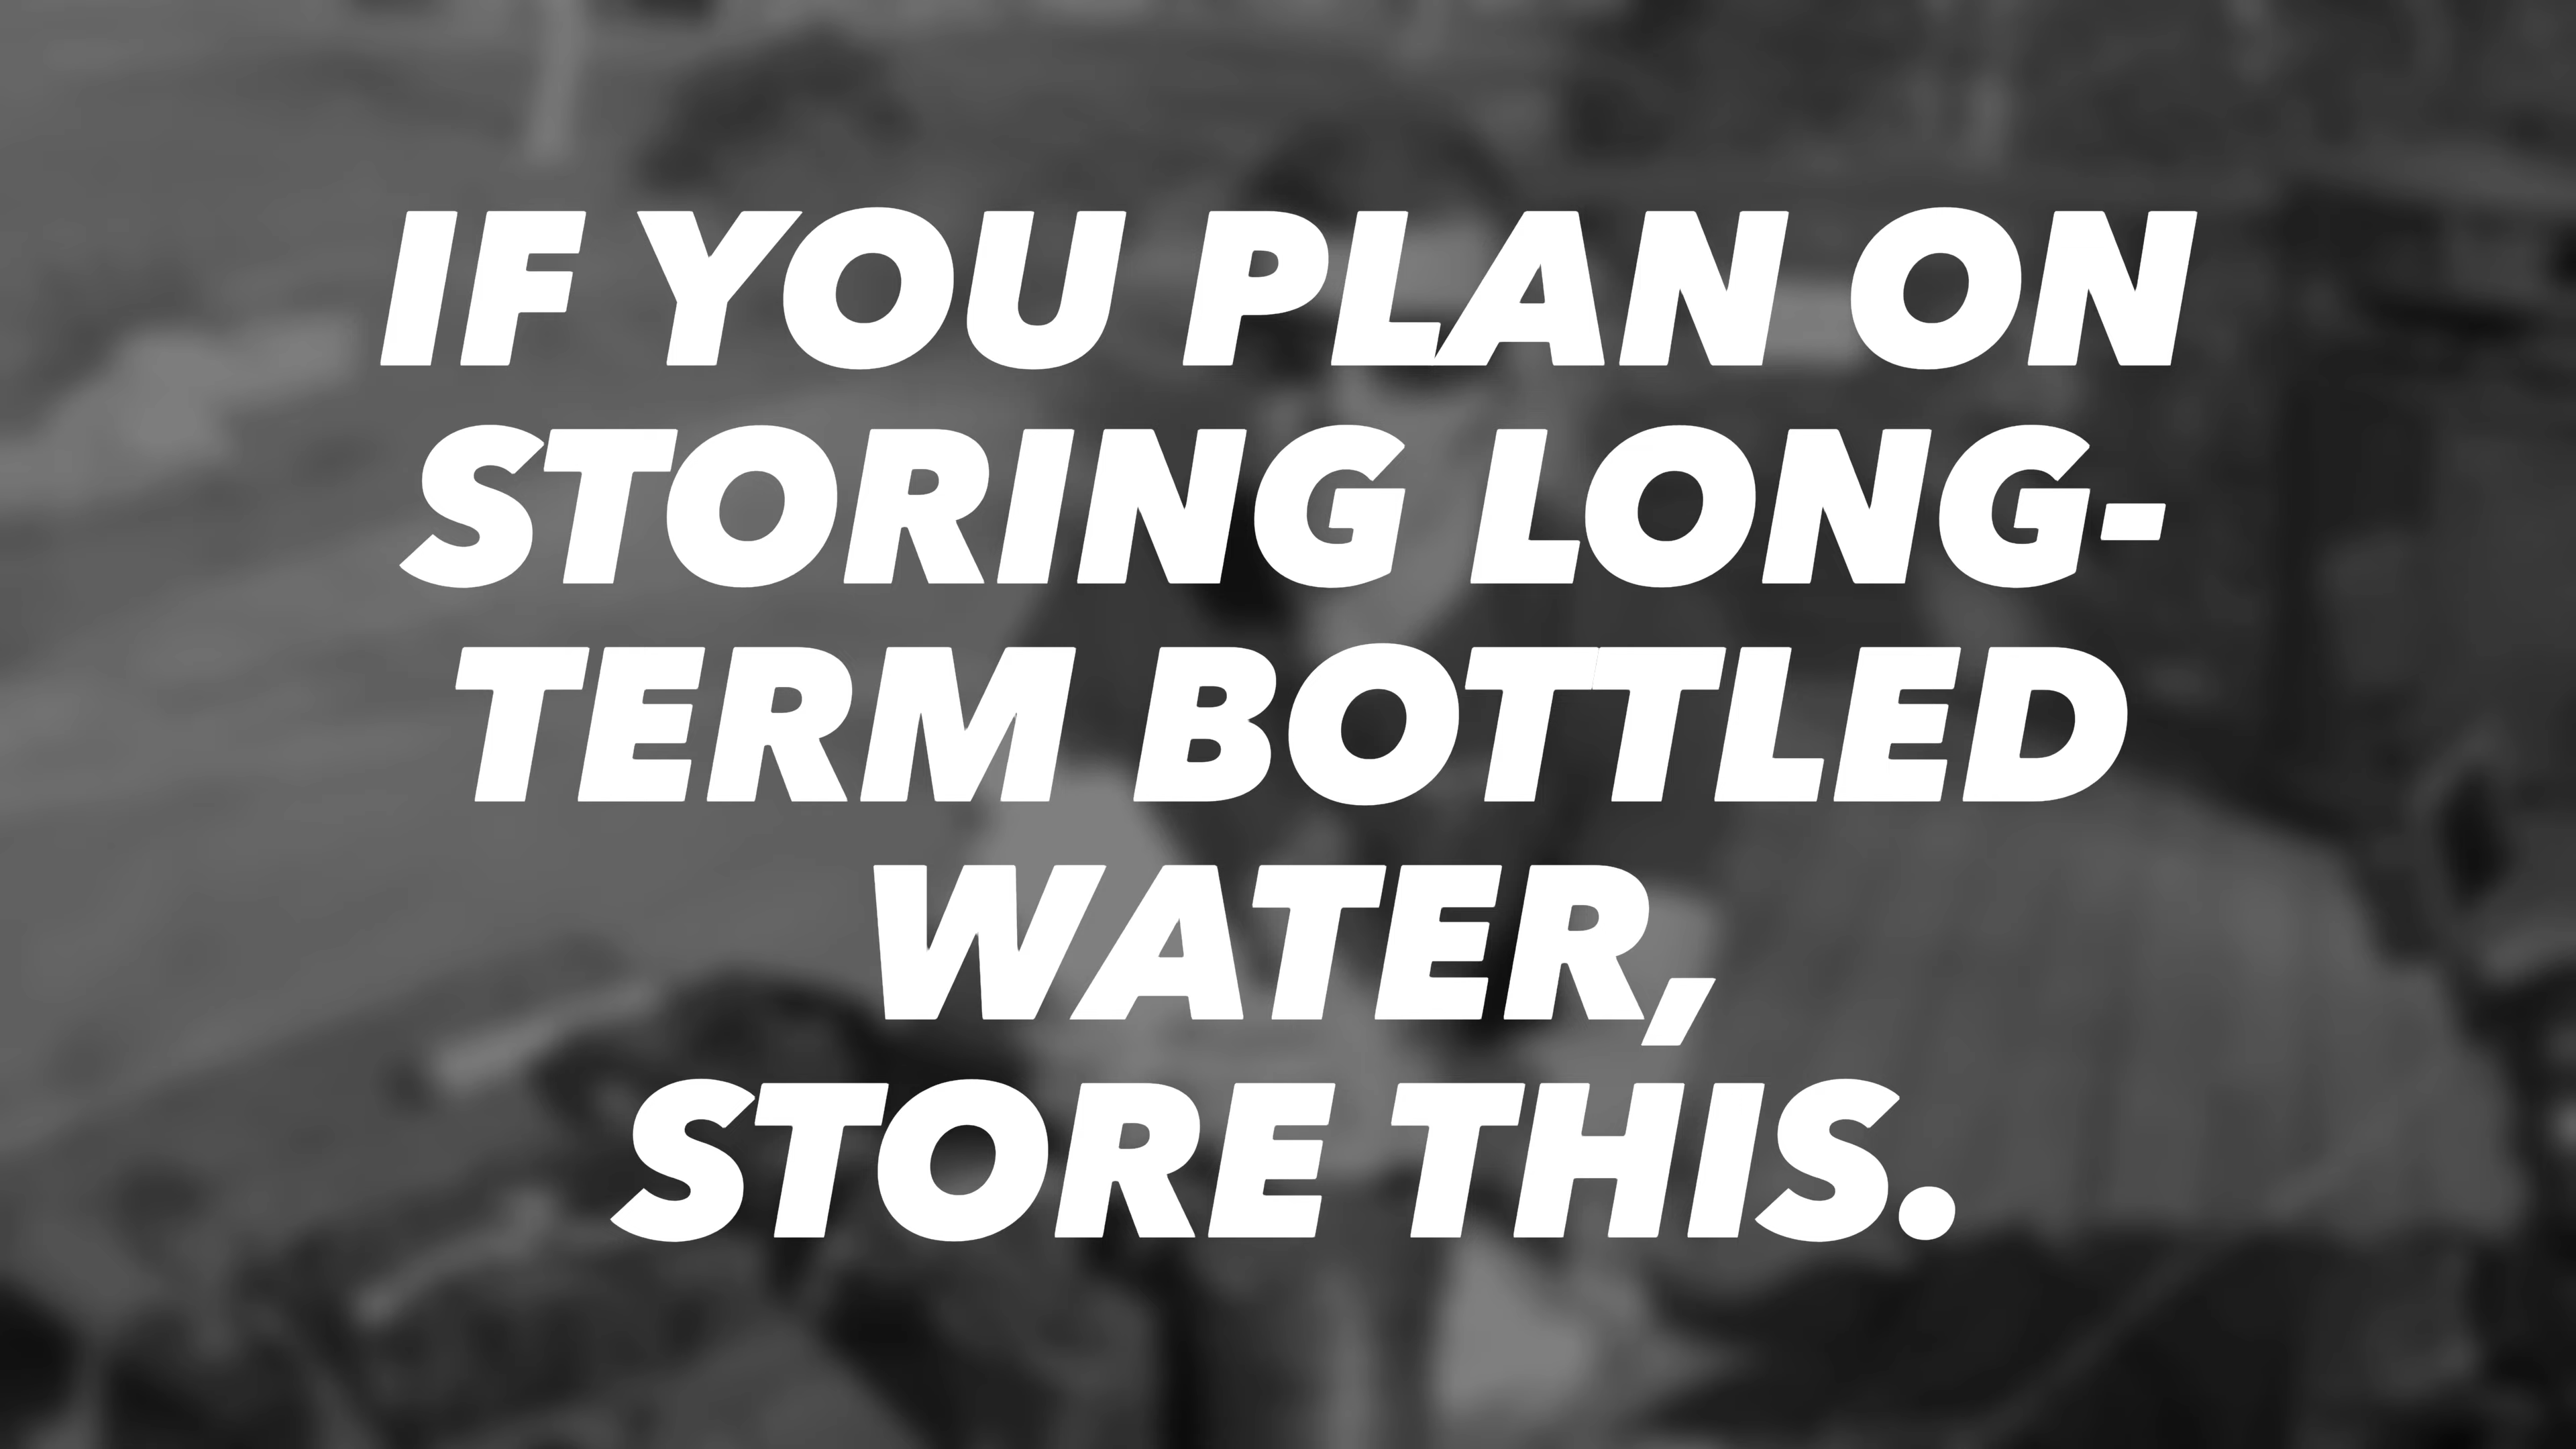 IF YOU PLAN ON
STORING LONG-
TERM BOTTLED
WATER,
STORE THIS.